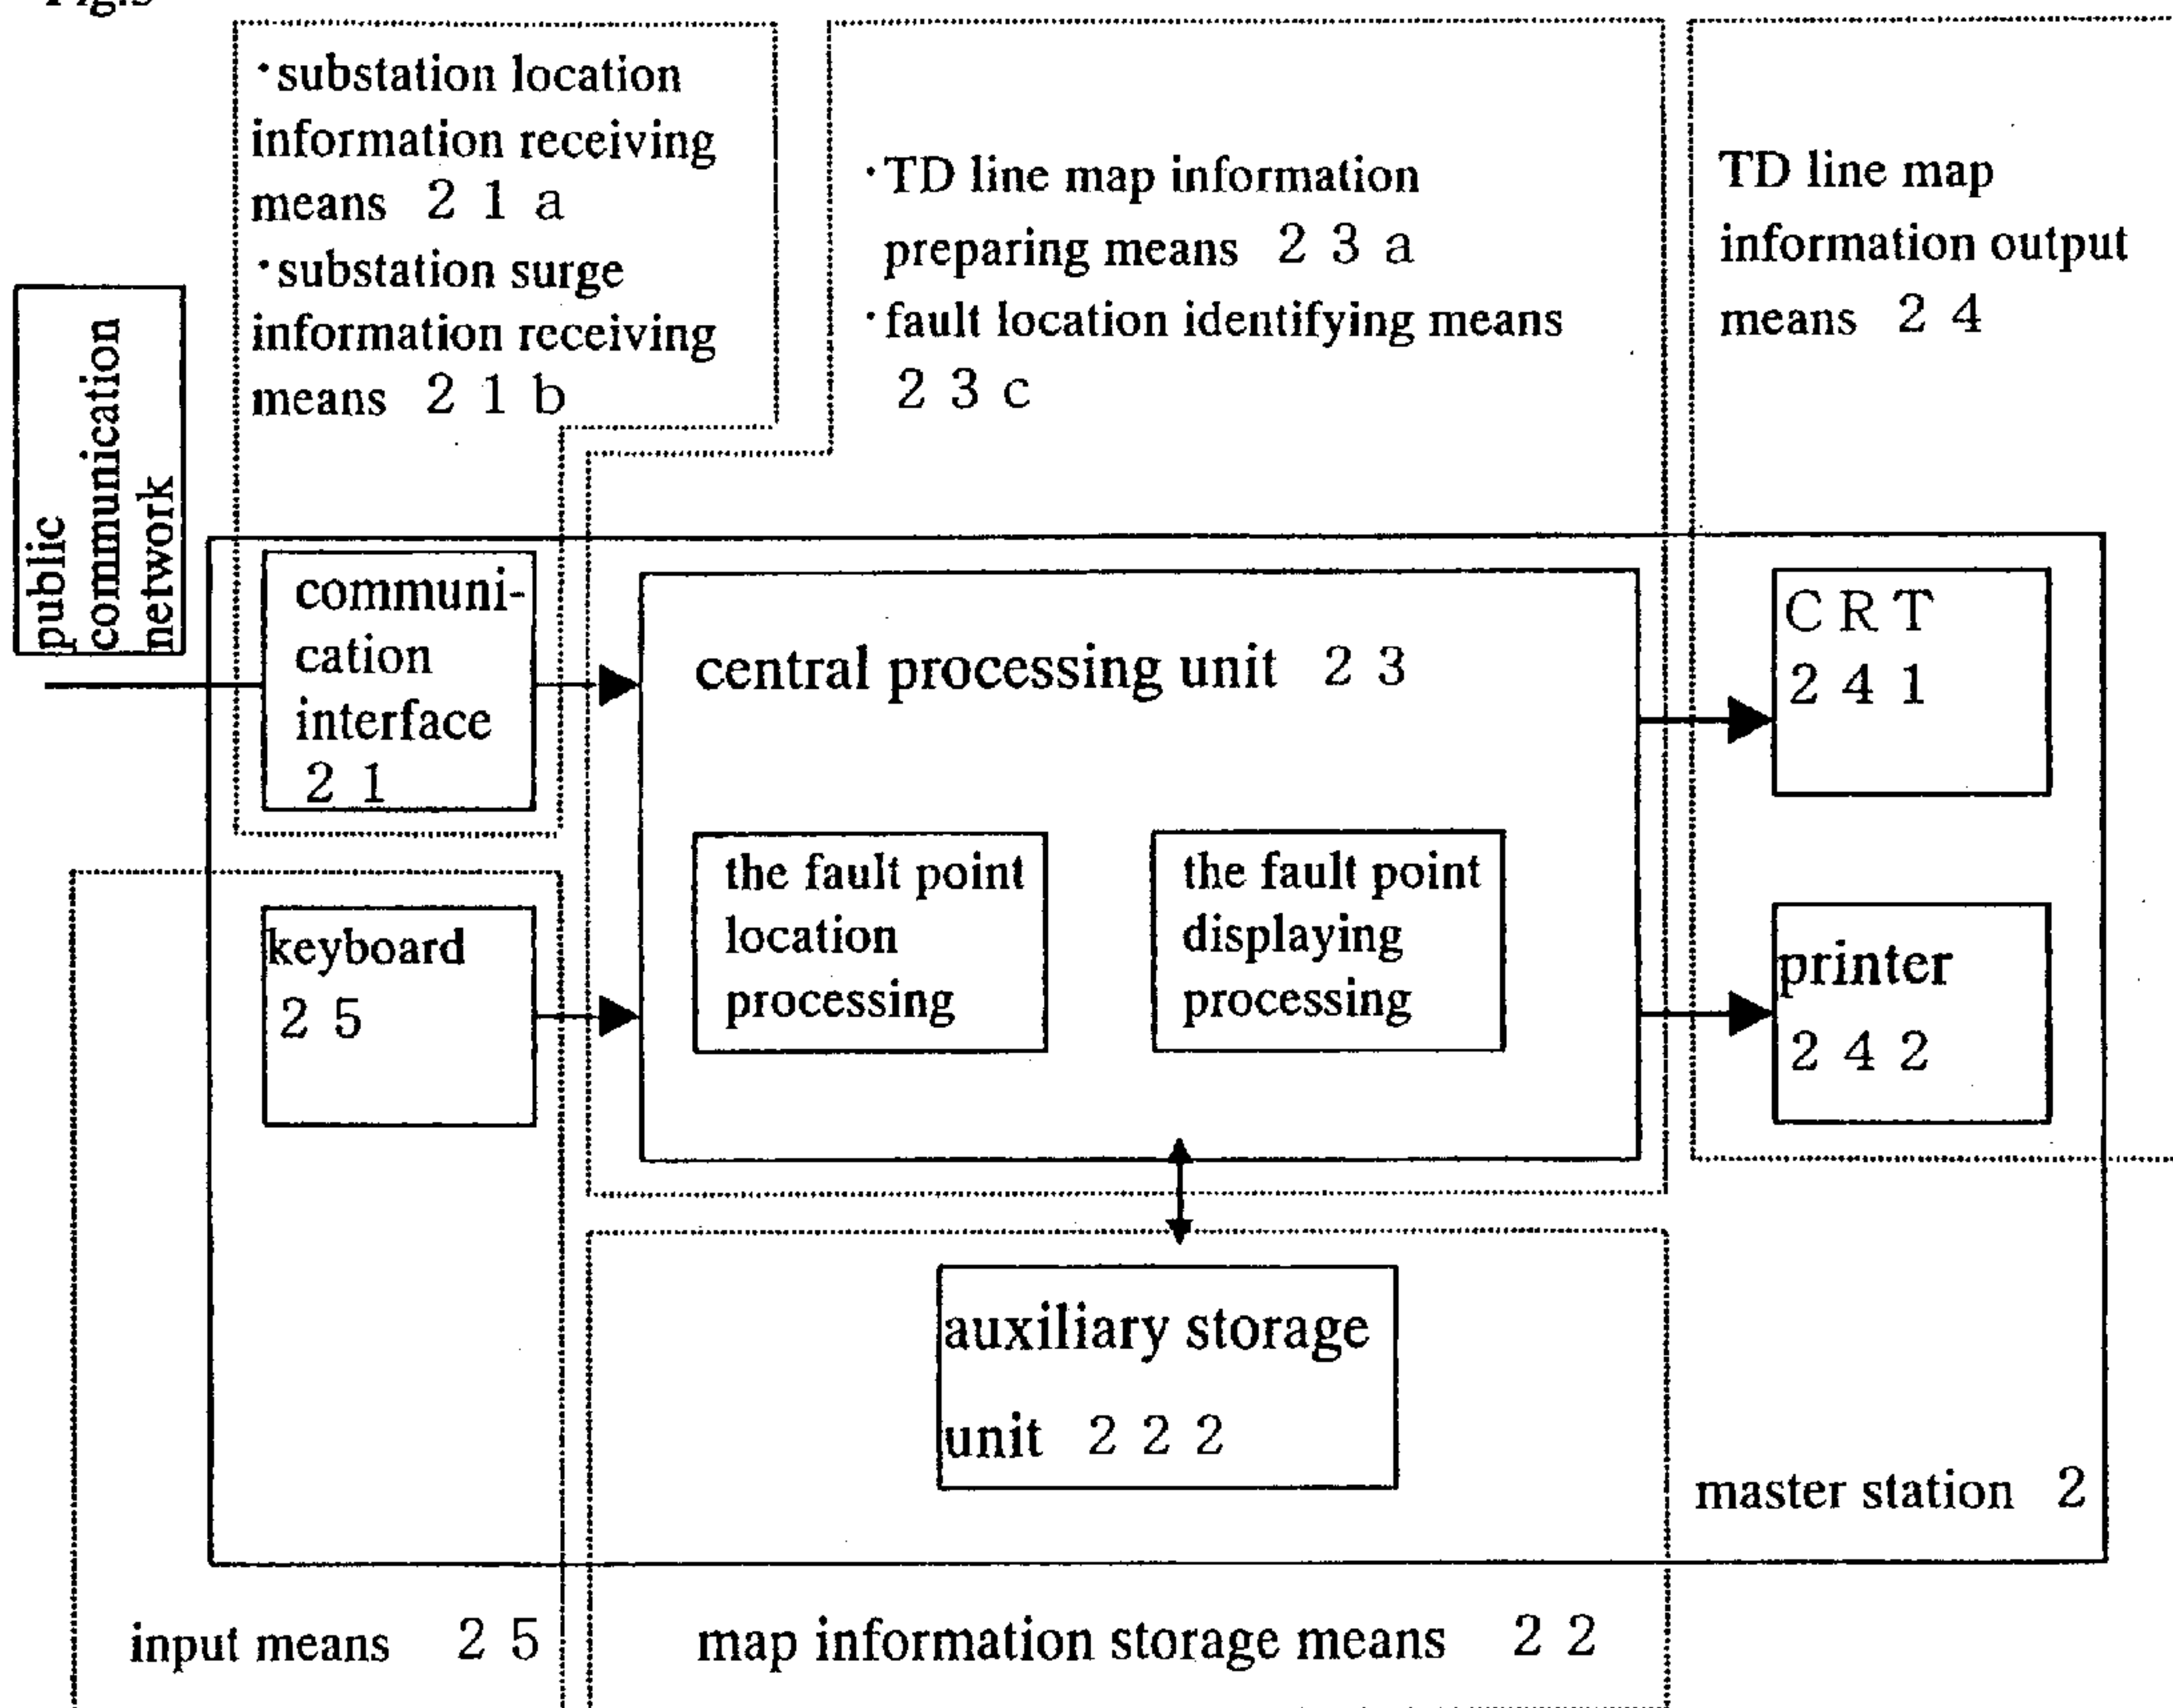 ·substation location
information receiving
means 2 1 a
·substation surge
information receiving
means 2 1 b
·TD line map information
preparing means 2 3 a
·fault location identifying means
2 3 c
TD line map
information output
means 2 4
public
communication
network
communi-
cation
interface
2 1
central processing unit 2 3
C R T
2 4 1
keyboard
2 5
the fault point
location
processing
the fault point
displaying
processing
printer
2 4 2
auxiliary storage
unit 2 2 2
master station 2
input means 2 5
map information storage means 2 2